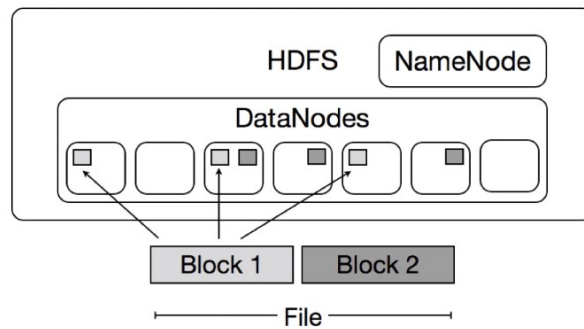 HDFS
NameNode
DataNodes
Block 1
Block 2
File